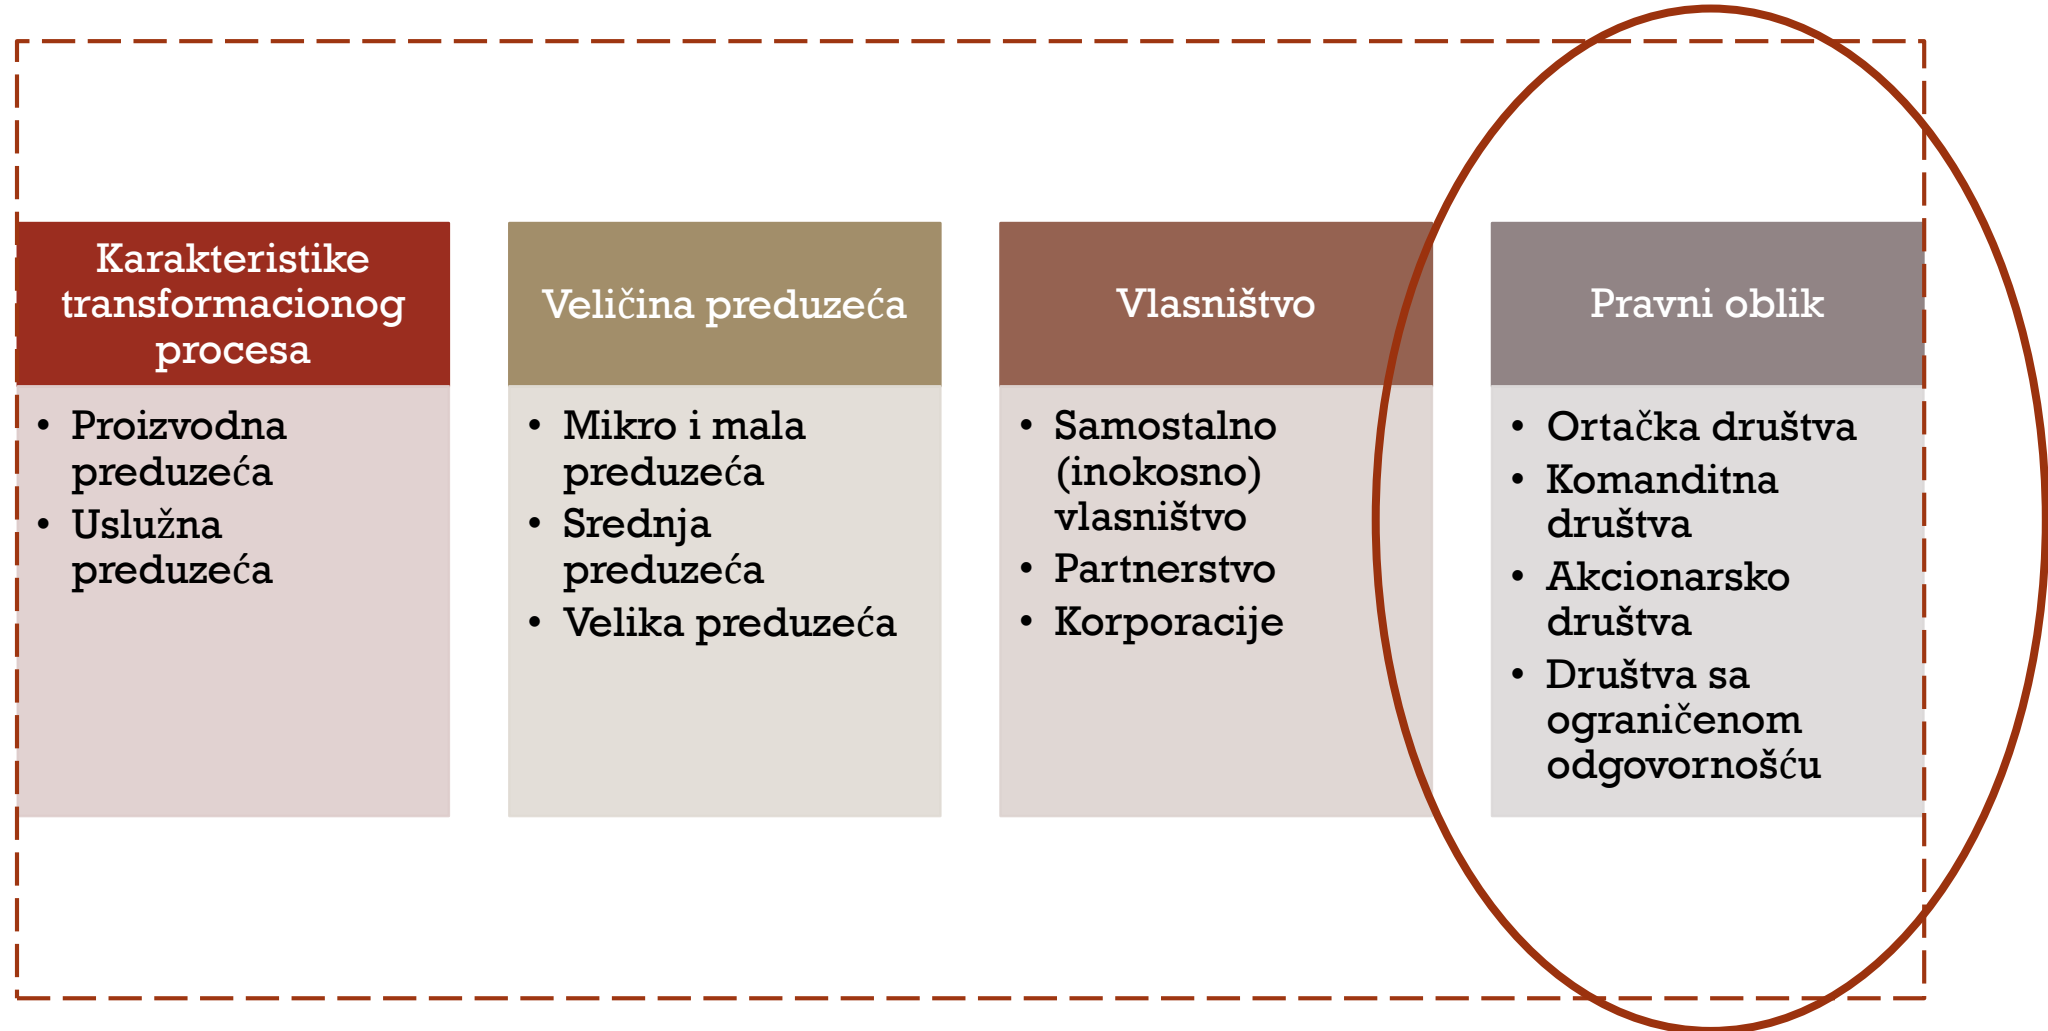 Karakteristike
transformacionog
procesa
• Proizvodna
preduzeća
• Uslužna
preduzeća
Veličina preduzeća
• Mikro i mala
preduzeća
• Srednja
preduzeća
• Velika preduzeća
Vlasništvo
• Samostalno
(inokosno)
vlasništvo
• Partnerstvo
• Korporacije
Pravni oblik
• Ortačka društva
• Komanditna
društva
• Akcionarsko
društva
• Društva sa
ograničenom
odgovornošću